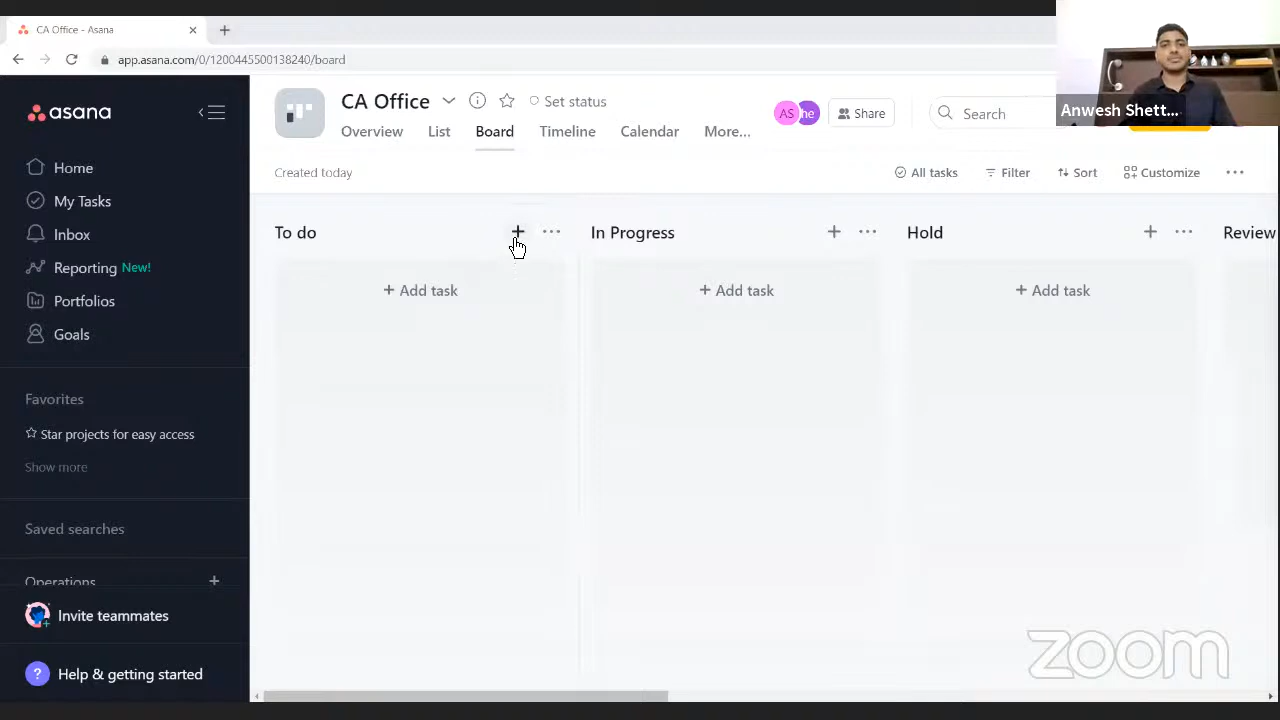 CA Office - Asana
app.asana.com/0/1200445500138240/board
asana
CA Office
Set status
AS
he
Share
Search
Anwesh Shett...
Overview
List
Board
Timeline
Calendar
More...
Created today
All tasks
Filter
Sort
Customize
Home
My Tasks
Inbox
Reporting New!
Portfolios
Goals
Favorites
Star projects for easy access
Show more
Saved searches
Operations
Invite teammates
? Help & getting started
To do
In Progress
Hold
Review
+ Add task
+ Add task
+ Add task
zoom